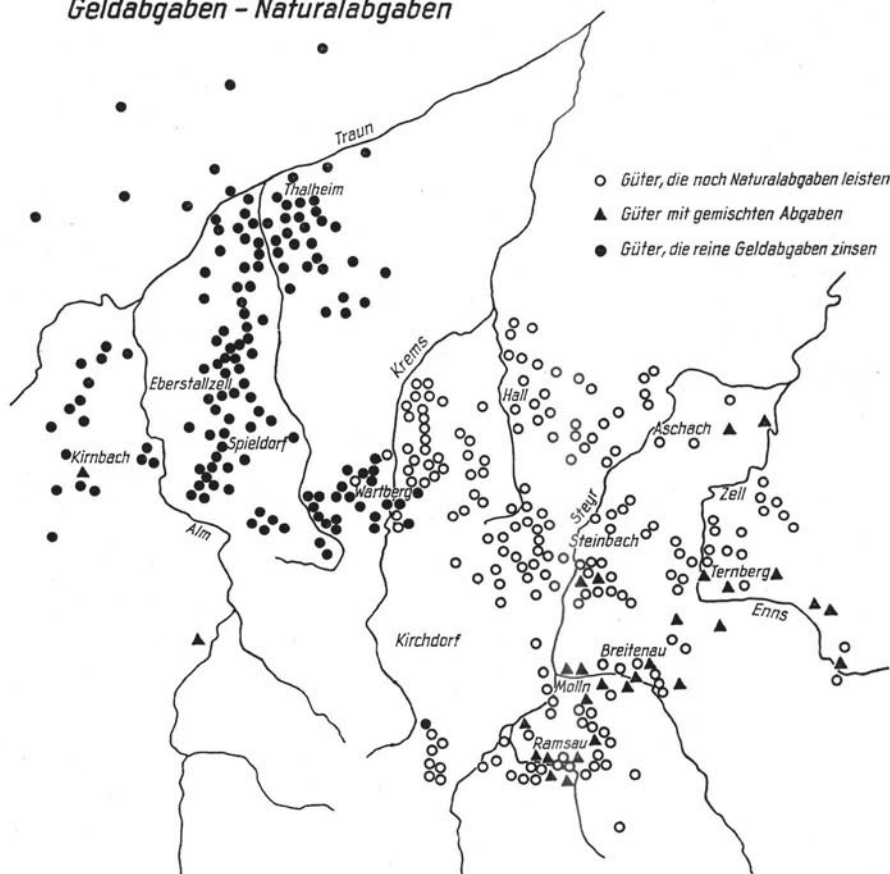 Geldabgaben – Naturalabgaben
Traun
Thalheim
Güter, die noch Naturalabgaben leisten
Güter mit gemischten Abgaben
Güter, die reine Geldabgaben zinsen
Krems
Eberstallzell
Hall
Aschach
Spieldorf
Kirnbach
Wartberg
Zell
Steyr
Alm
Steinbach
Ternberg
Enns
Kirchdorf
Breitenau
Molln
Ramsau